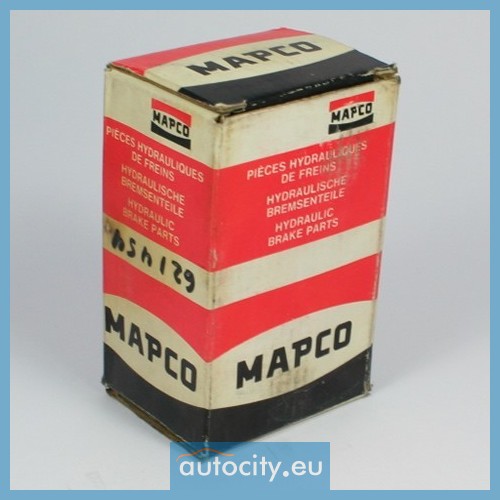 MAPCO
MAPCO
PIÈCES HYDRAULIQUES
DE FREINS
HYDRAULISCHE
BREMSENTEILE
HYDRAULIC
BRAKE PARTS
MAPCO
MAPCO
PIÈCES HYDRAULIQUES
DE FREINS
HYDRAULISCHE
BREMSENTEILE
HYDRAULIC
BRAKE PARTS
MAPCO
autocity.eu